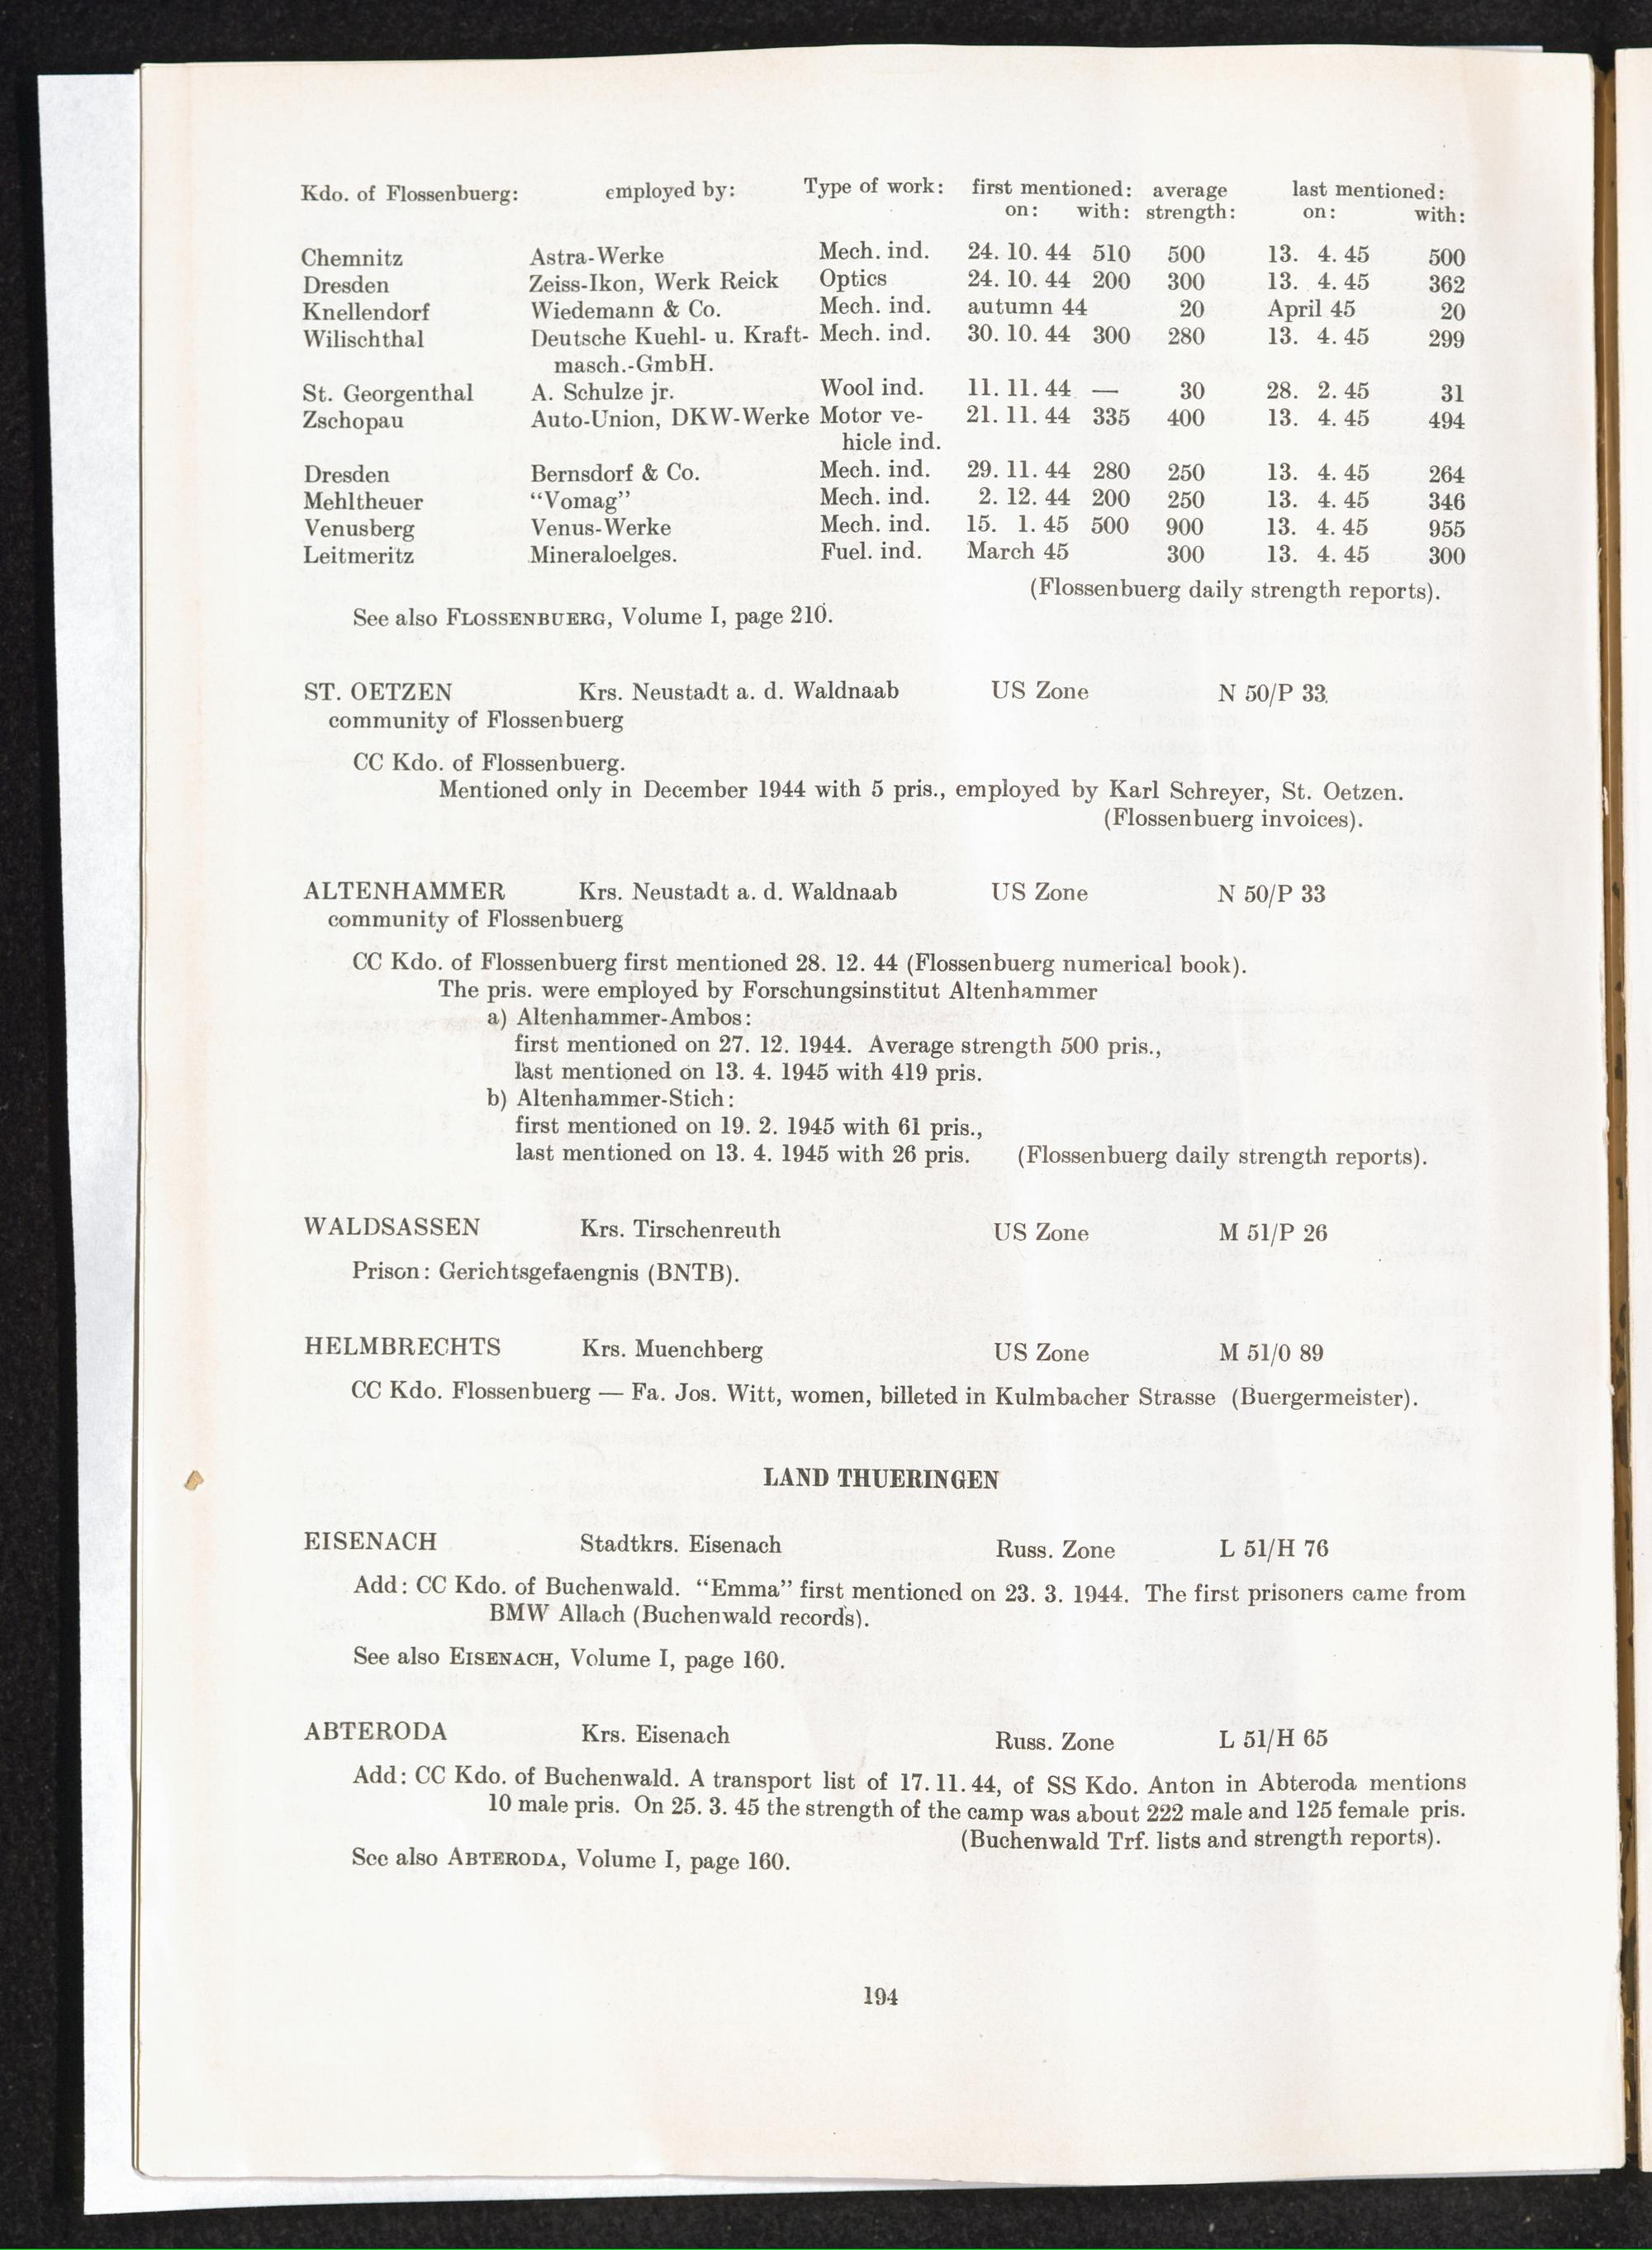 Kdo. of Flossenbuerg: employed by: Type of work: first mentioned: average last mentioned:
on: with: strength: on: with:
Chemnitz Astra-Werke Mech. ind. 24. 10. 44 510 500 13. 4. 45 500
Dresden Zeiss-Ikon, Werk Reick Optics 24. 10. 44 200 300 13. 4. 45 362
Knellendorf Wiedemann & Co. Mech. ind. autumn 44 20 April 45 20
Wilischthal Deutsche Kuehl- u. Kraft- Mech. ind. 30. 10. 44 300 280 13. 4. 45 299
masch.-GmbH.
St. Georgenthal A. Schulze jr. Wool ind. 11. 11. 44 — 30 28. 2. 45 31
Zschopau Auto-Union, DKW-Werke Motor ve- 21. 11. 44 335 400 13. 4. 45 494
hicle ind.
Dresden Bernsdorf & Co. Mech. ind. 29. 11. 44 280 250 13. 4. 45 264
Mehltheuer "Vomag" Mech. ind. 2. 12. 44 200 250 13. 4. 45 346
Venusberg Venus-Werke Mech. ind. 15. 1. 45 500 900 13. 4. 45 955
Leitmeritz Mineraloelges. Fuel. ind. March 45 300 13. 4. 45 300
(Flossenbuerg daily strength reports).
See also FLOSSENBUERG, Volume I, page 210.
ST. OETZEN Krs. Neustadt a. d. Waldnaab US Zone N 50/P 33
community of Flossenbuerg
CC Kdo. of Flossenbuerg.
Mentioned only in December 1944 with 5 pris., employed by Karl Schreyer, St. Oetzen.
(Flossenbuerg invoices).
ALTENHAMMER Krs. Neustadt a. d. Waldnaab US Zone N 50/P 33
community of Flossenbuerg
CC Kdo. of Flossenbuerg first mentioned 28. 12. 44 (Flossenbuerg numerical book).
The pris. were employed by Forschungsinstitut Altenhammer
a) Altenhammer-Ambos:
first mentioned on 27. 12. 1944. Average strength 500 pris.,
last mentioned on 13. 4. 1945 with 419 pris.
b) Altenhammer-Stich:
first mentioned on 19. 2. 1945 with 61 pris.,
last mentioned on 13. 4. 1945 with 26 pris. (Flossenbuerg daily strength reports).
WALDSASSEN Krs. Tirschenreuth US Zone M 51/P 26
Prison: Gerichtsgefaengnis (BNTB).
HELMBRECHTS Krs. Muenchberg US Zone M 51/0 89
CC Kdo. Flossenbuerg — Fa. Jos. Witt, women, billeted in Kulmbacher Strasse (Buergermeister).
LAND THUERINGEN
EISENACH Stadtkrs. Eisenach Russ. Zone L 51/H 76
Add: CC Kdo. of Buchenwald. "Emma" first mentioned on 23. 3. 1944. The first prisoners came from
BMW Allach (Buchenwald records).
See also EISENACH, Volume I, page 160.
ABTERODA Krs. Eisenach Russ. Zone L 51/H 65
Add: CC Kdo. of Buchenwald. A transport list of 17. 11. 44, of SS Kdo. Anton in Abteroda mentions
10 male pris. On 25. 3. 45 the strength of the camp was about 222 male and 125 female pris.
(Buchenwald Trf. lists and strength reports).
See also ABTERODA, Volume I, page 160.
194